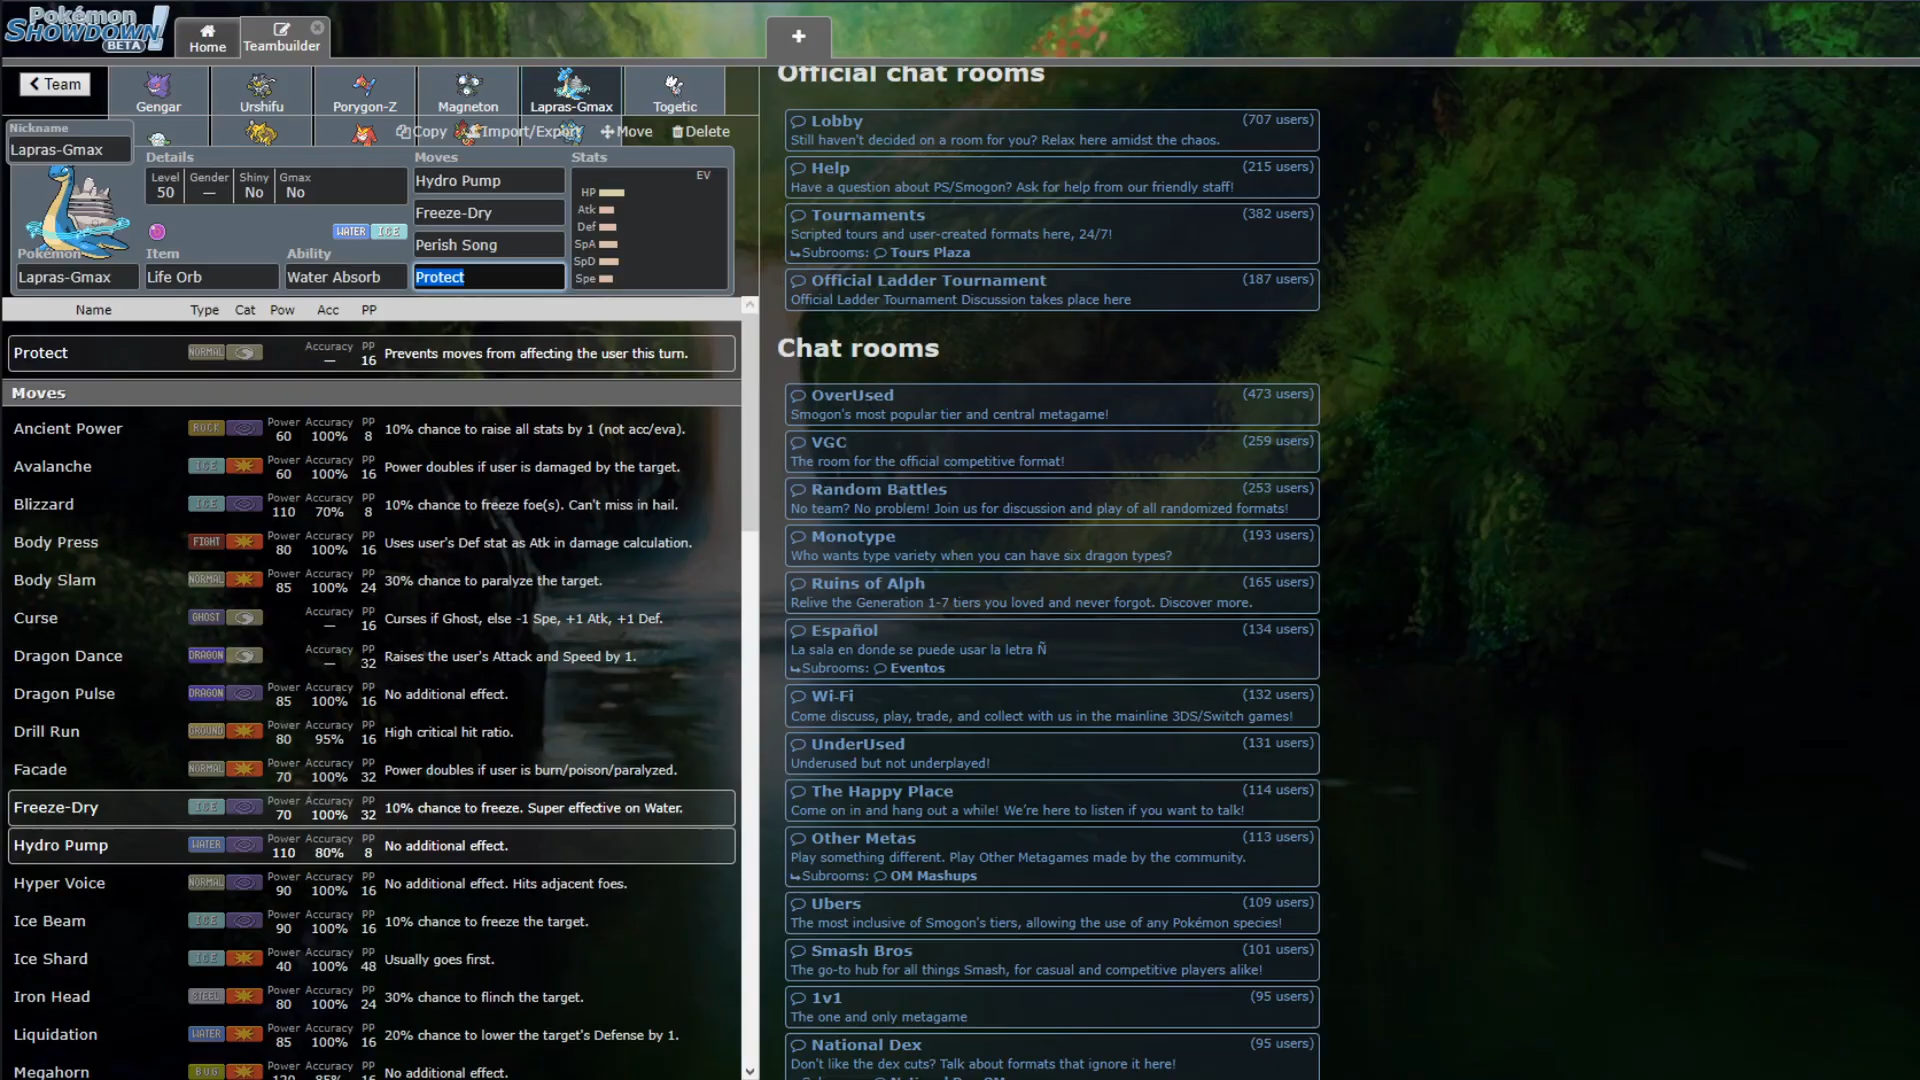 Pokémon
SHOWDOWN!
BETA
Home
Teambuilder
+
< Team
Gengar
Urshifu
Porygon-Z
Magneton
Lapras-Gmax
Togetic
Copy
Import/Export
Move
Delete
Nickname
Lapras-Gmax
Details
Level
50
Gender
—
Shiny
No
Gmax
No
WATER
ICE
Pokémon
Lapras-Gmax
Item
Life Orb
Ability
Water Absorb
Moves
Hydro Pump
Freeze-Dry
Perish Song
Protect
Stats
EV
HP
Atk
Def
SpA
SpD
Spe
Name Type Cat Pow Acc PP
Protect NORMAL Accuracy — PP 16 Prevents moves from affecting the user this turn.
Moves
Ancient Power ROCK Power 60 Accuracy 100% PP 8 10% chance to raise all stats by 1 (not acc/eva).
Avalanche ICE Power 60 Accuracy 100% PP 16 Power doubles if user is damaged by the target.
Blizzard ICE Power 110 Accuracy 70% PP 8 10% chance to freeze foe(s). Can't miss in hail.
Body Press FIGHT Power 80 Accuracy 100% PP 16 Uses user's Def stat as Atk in damage calculation.
Body Slam NORMAL Power 85 Accuracy 100% PP 24 30% chance to paralyze the target.
Curse GHOST Accuracy — PP 16 Curses if Ghost, else -1 Spe, +1 Atk, +1 Def.
Dragon Dance DRAGON Accuracy — PP 32 Raises the user's Attack and Speed by 1.
Dragon Pulse DRAGON Power 85 Accuracy 100% PP 16 No additional effect.
Drill Run GROUND Power 80 Accuracy 95% PP 16 High critical hit ratio.
Facade NORMAL Power 70 Accuracy 100% PP 32 Power doubles if user is burn/poison/paralyzed.
Freeze-Dry ICE Power 70 Accuracy 100% PP 32 10% chance to freeze. Super effective on Water.
Hydro Pump WATER Power 110 Accuracy 80% PP 8 No additional effect.
Hyper Voice NORMAL Power 90 Accuracy 100% PP 16 No additional effect. Hits adjacent foes.
Ice Beam ICE Power 90 Accuracy 100% PP 16 10% chance to freeze the target.
Ice Shard ICE Power 40 Accuracy 100% PP 48 Usually goes first.
Iron Head STEEL Power 80 Accuracy 100% PP 24 30% chance to flinch the target.
Liquidation WATER Power 85 Accuracy 100% PP 16 20% chance to lower the target's Defense by 1.
Megahorn BUG Power 120 Accuracy 85% PP 16 No additional effect.
Official chat rooms
Lobby (707 users)
Still haven't decided on a room for you? Relax here amidst the chaos.
Help (215 users)
Have a question about PS/Smogon? Ask for help from our friendly staff!
Tournaments (382 users)
Scripted tours and user-created formats here, 24/7!
Subrooms: Tours Plaza
Official Ladder Tournament (187 users)
Official Ladder Tournament Discussion takes place here
Chat rooms
OverUsed (473 users)
Smogon's most popular tier and central metagame!
VGC (259 users)
The room for the official competitive format!
Random Battles (253 users)
No team? No problem! Join us for discussion and play of all randomized formats!
Monotype (193 users)
Who wants type variety when you can have six dragon types?
Ruins of Alph (165 users)
Relive the Generation 1-7 tiers you loved and never forgot. Discover more.
Español (134 users)
La sala en donde se puede usar la letra Ñ
Subrooms: Eventos
Wi-Fi (132 users)
Come discuss, play, trade, and collect with us in the mainline 3DS/Switch games!
UnderUsed (131 users)
Underused but not underplayed!
The Happy Place (114 users)
Come on in and hang out a while! We're here to listen if you want to talk!
Other Metas (113 users)
Play something different. Play Other Metagames made by the community.
Subrooms: OM Mashups
Ubers (109 users)
The most inclusive of Smogon's tiers, allowing the use of any Pokémon species!
Smash Bros (101 users)
The go-to hub for all things Smash, for casual and competitive players alike!
1v1 (95 users)
The one and only metagame
National Dex (95 users)
Don't like the dex cuts? Talk about formats that ignore it here!